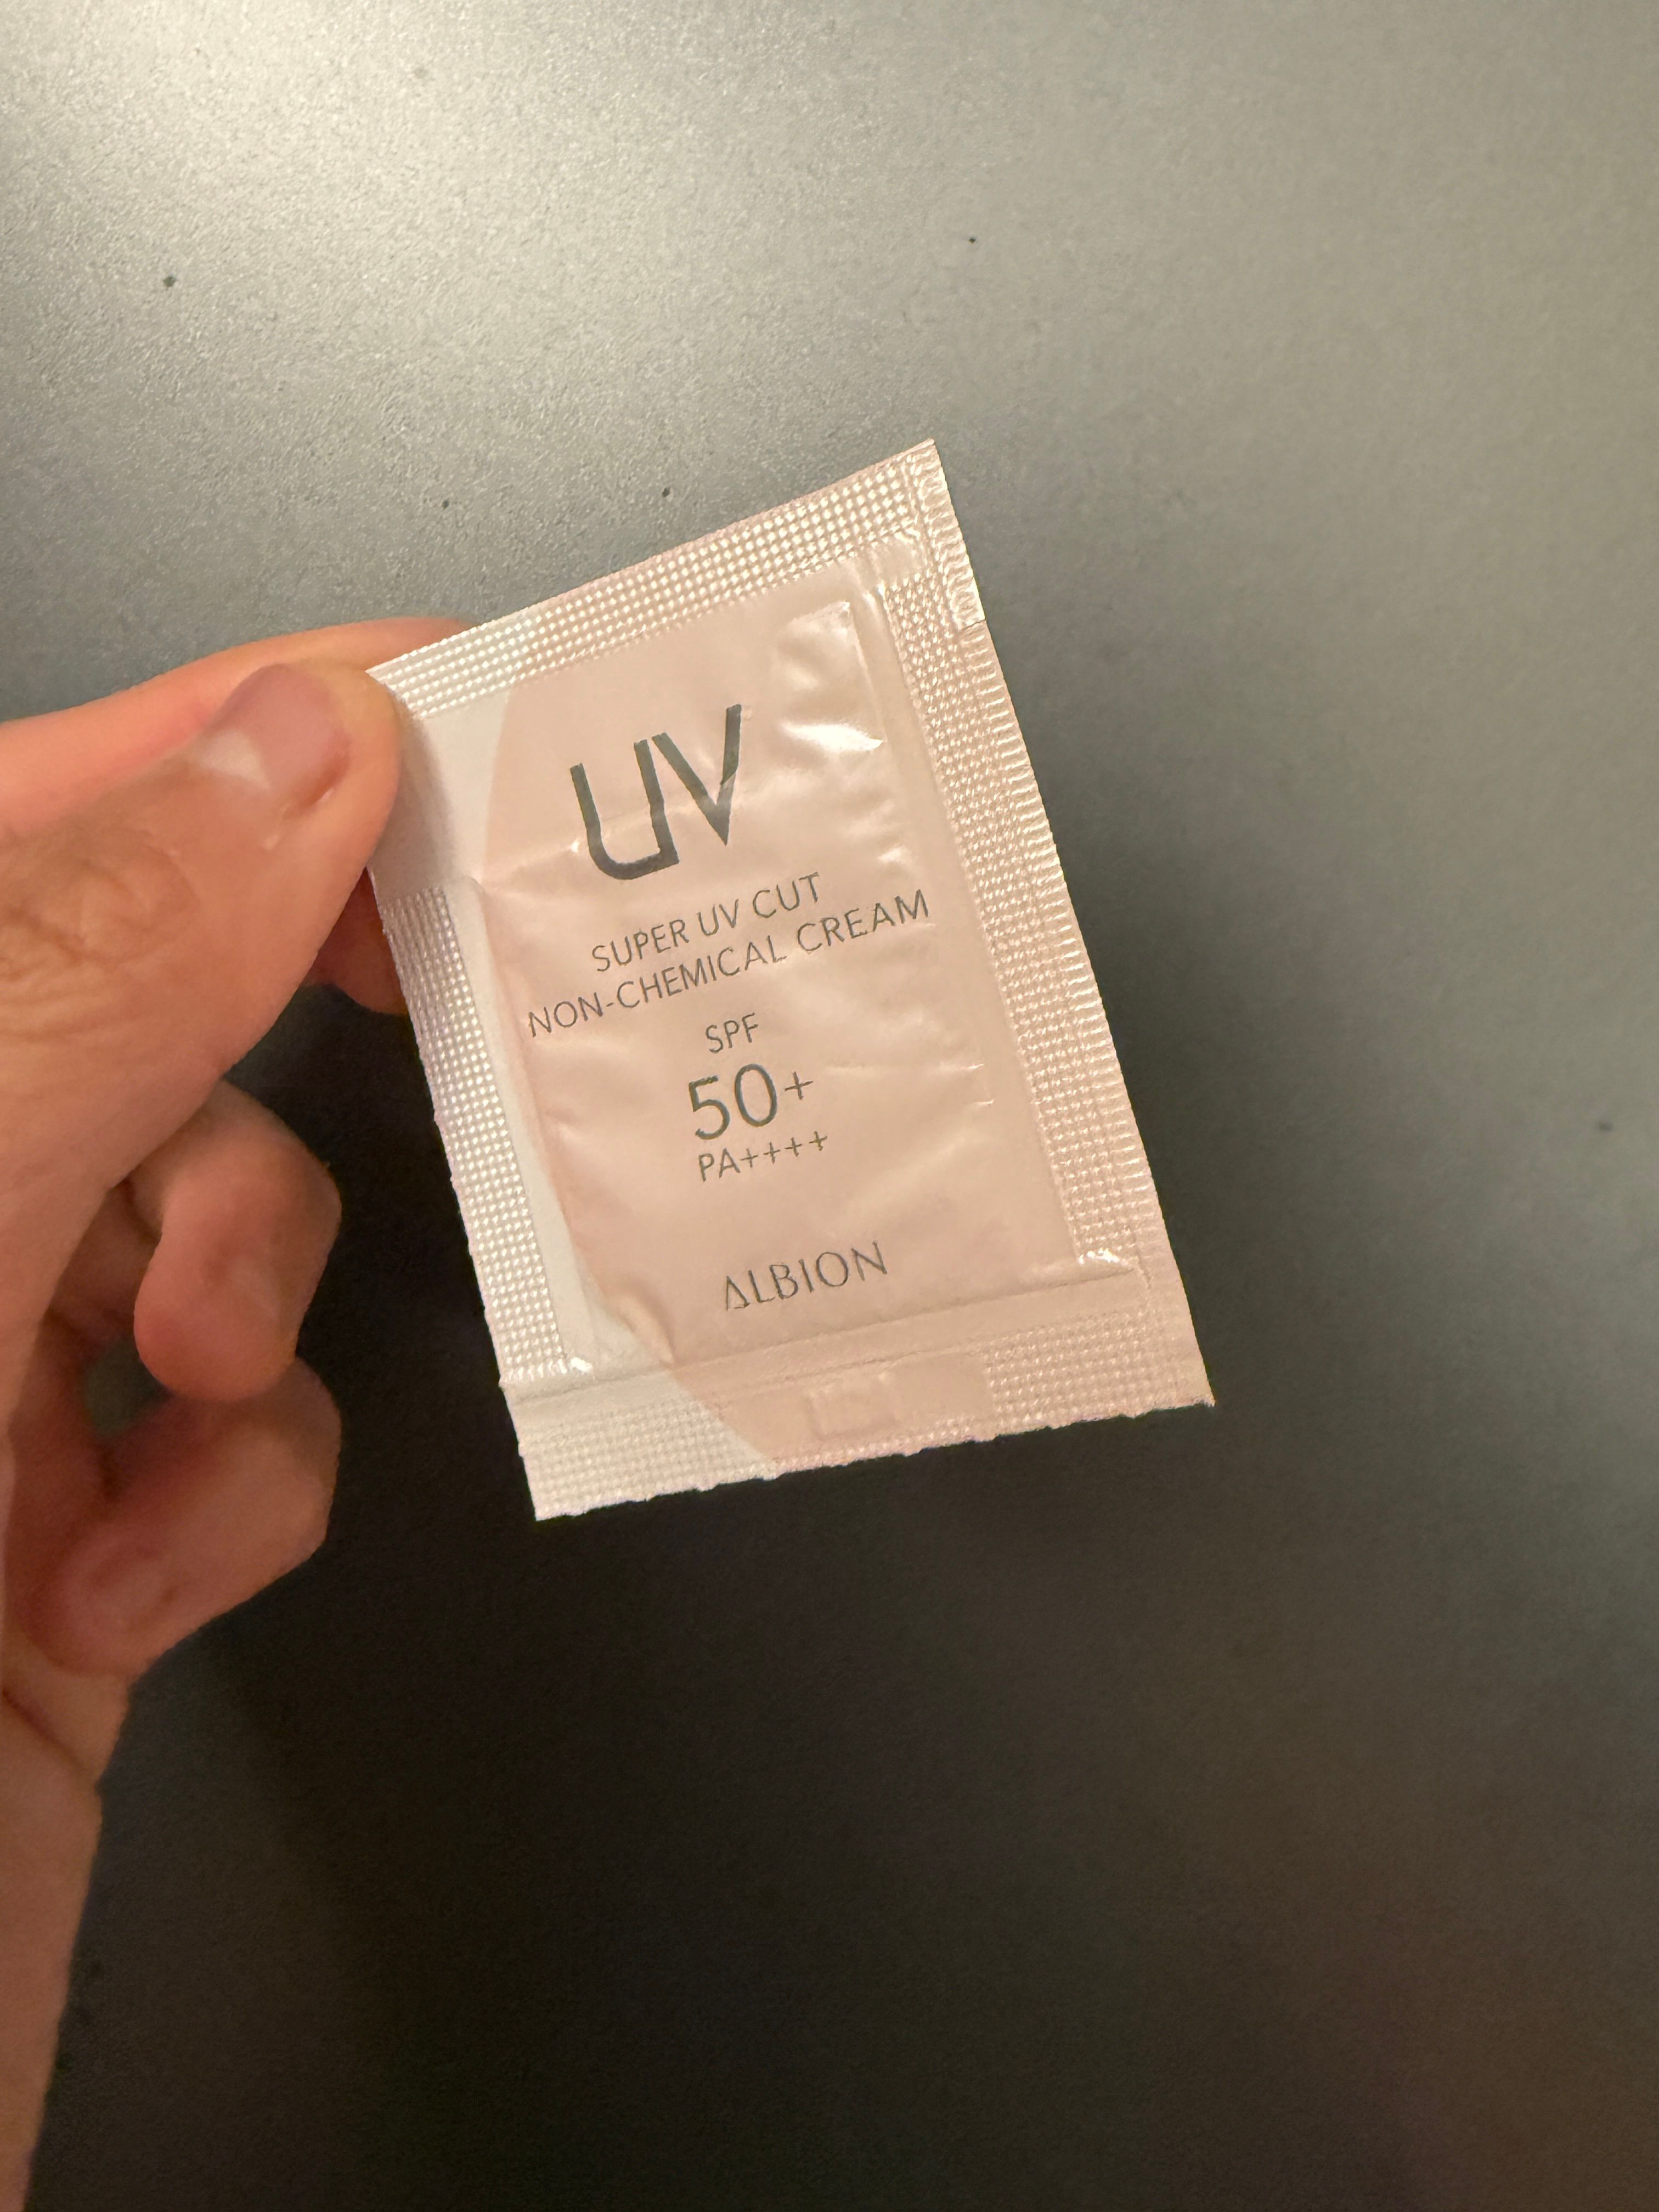 UV
SUPER UV CUT
NON-CHEMICAL CREAM
SPF
50+
PA++++
ALBION